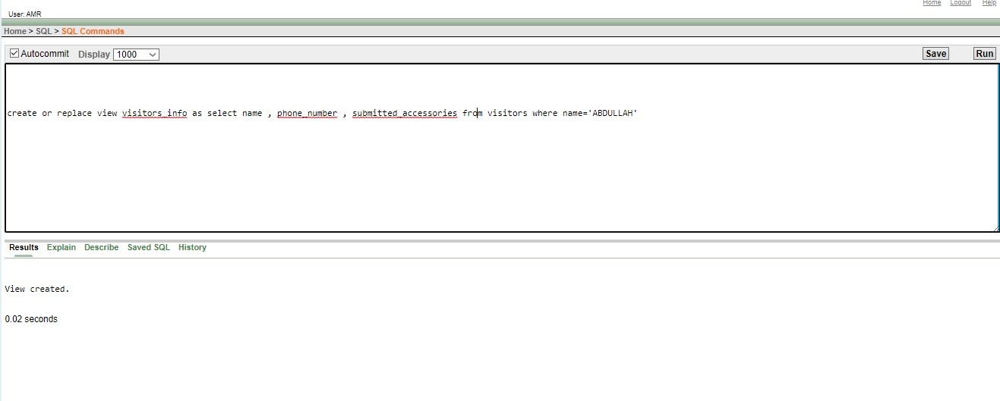 Home Logout Help
User: AMR
Home > SQL > SQL Commands
Autocommit Display 1000 Save Run
create or replace view visitors_info as select name , phone_number , submitted_accessories from visitors where name='ABDULLAH'
Results Explain Describe Saved SQL History
View created.
0.02 seconds